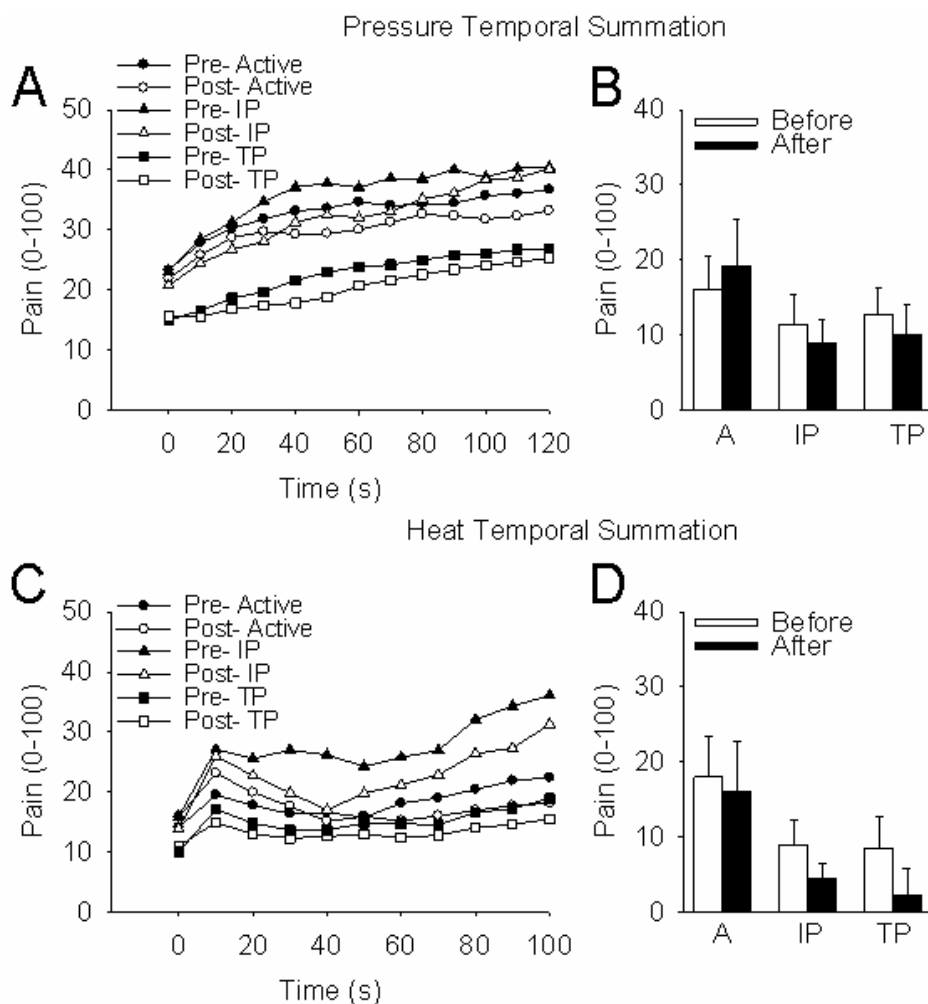 Pressure Temporal Summation
A
Pre- Active
Post- Active
Pre- IP
Post- IP
Pre- TP
Post- TP
50
40
30
20
10
0
Pain (0-100)
0 20 40 60 80 100 120
Time (s)
B
Before
After
40
30
20
10
0
Pain (0-100)
A IP TP
Heat Temporal Summation
C
Pre- Active
Post- Active
Pre- IP
Post- IP
Pre- TP
Post- TP
50
40
30
20
10
0
Pain (0-100)
0 20 40 60 80 100
Time (s)
D
Before
After
40
30
20
10
0
Pain (0-100)
A IP TP